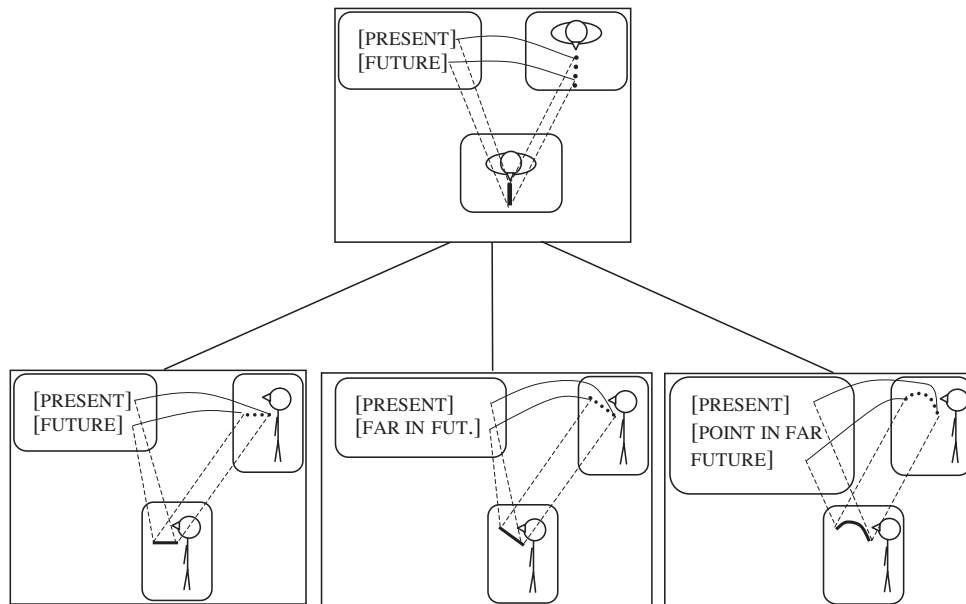 [PRESENT]
[FUTURE]
[PRESENT]
[FUTURE]
[PRESENT]
[FAR IN FUT.]
[PRESENT]
[POINT IN FAR
FUTURE]